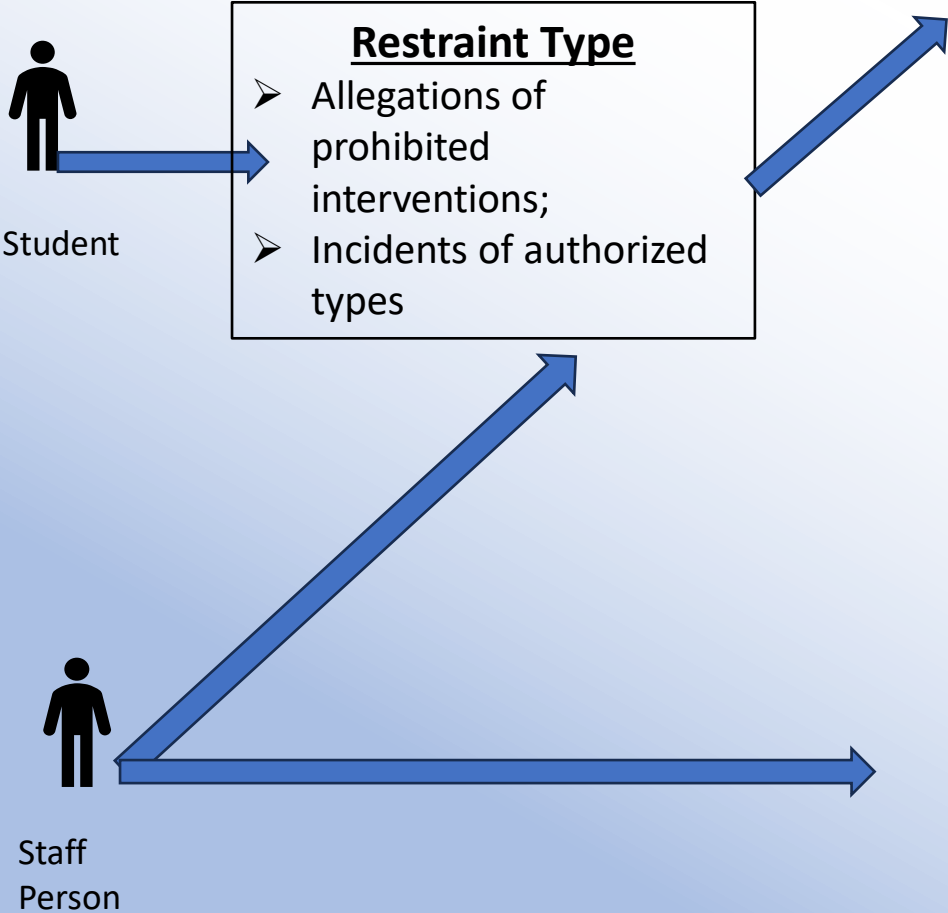 Restraint Type
➢ Allegations of
prohibited
interventions;
➢ Incidents of authorized
types
Student
Staff
Person